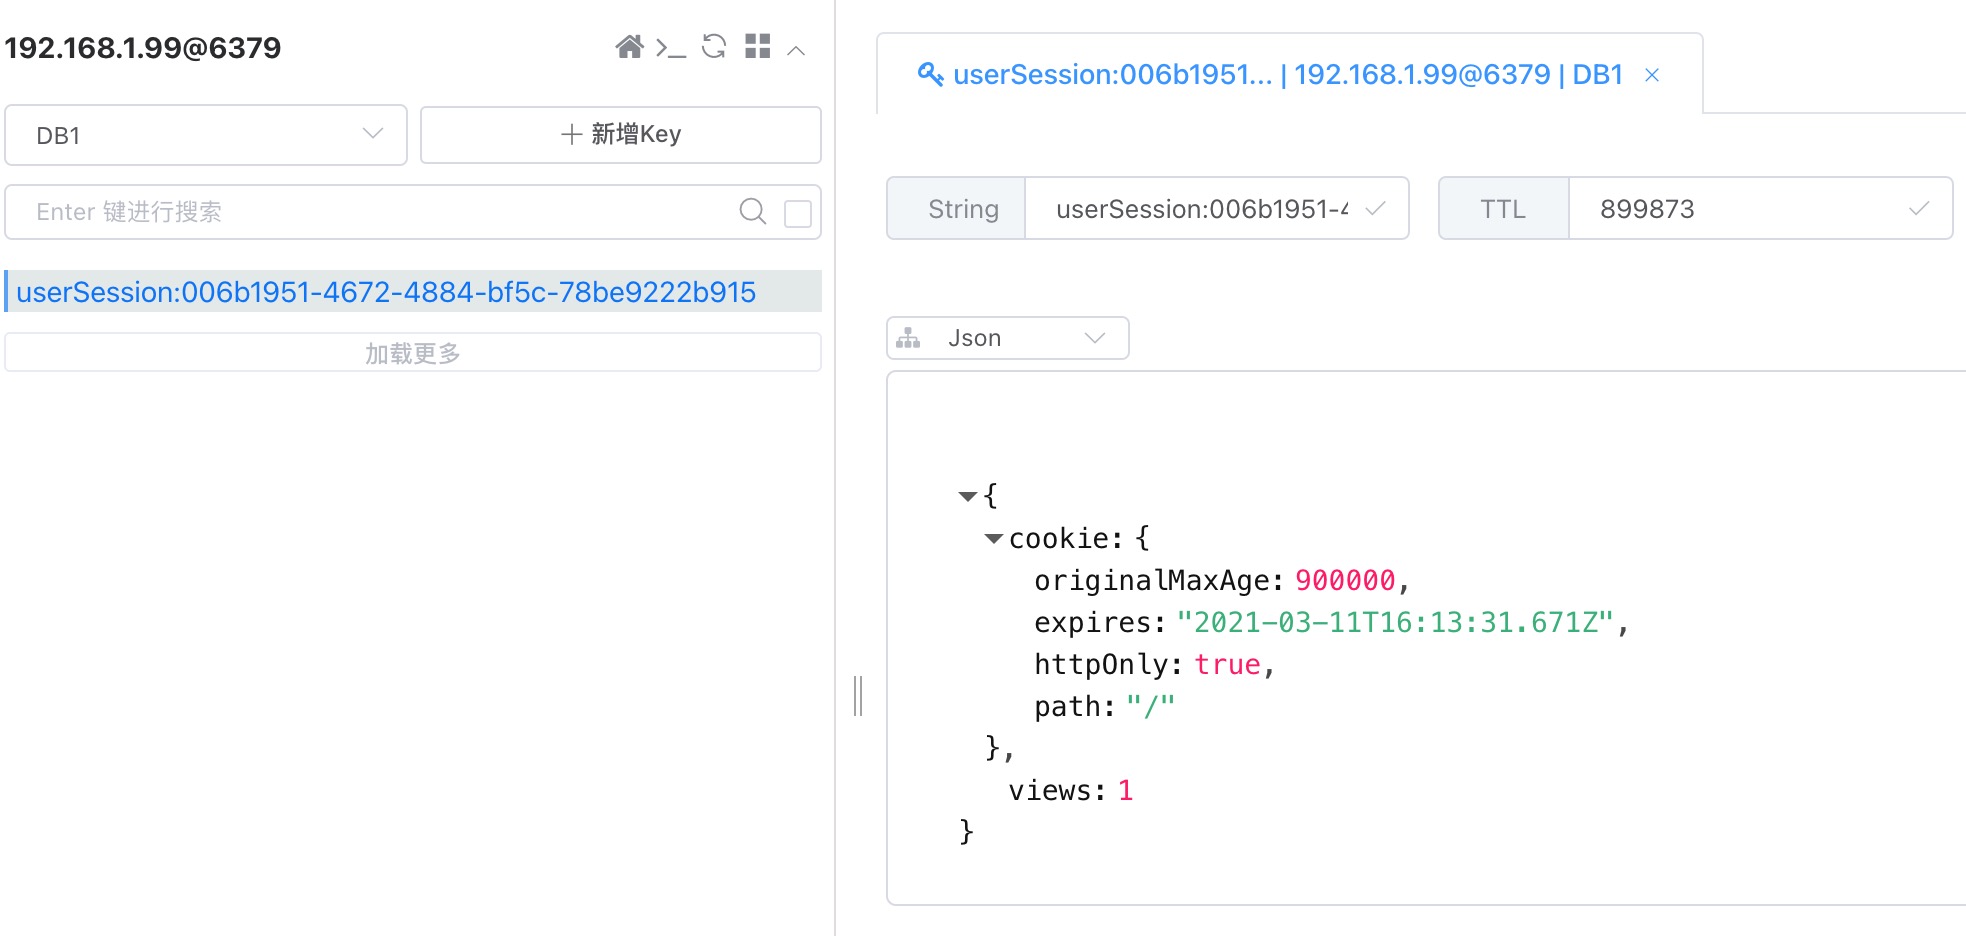 192.168.1.99@6379
DB1
新增Key
Enter 键进行搜索
userSession:006b1951-4672-4884-bf5c-78be9222b915
加载更多
userSession:006b1951... | 192.168.1.99@6379 | DB1
String userSession:006b1951-4 TTL 899873
Json
{
cookie: {
originalMaxAge: 900000,
expires: "2021-03-11T16:13:31.671Z",
httpOnly: true,
path: "/"
},
views: 1
}